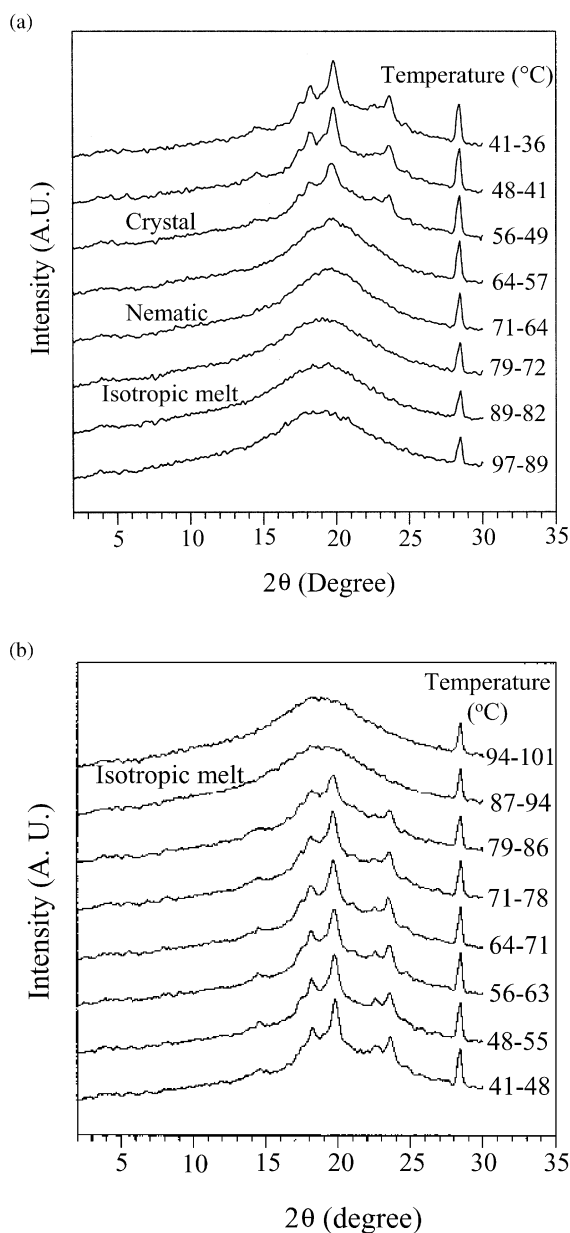 (a)
Temperature (°C)
41-36
48-41
Crystal
56-49
64-57
Nematic
71-64
79-72
Isotropic melt
89-82
97-89
Intensity (A.U.)
5 10 15 20 25 30 35
2θ (Degree)
(b)
Temperature
(°C)
94-101
Isotropic melt
87-94
79-86
71-78
64-71
56-63
48-55
41-48
Intensity (A. U.)
5 10 15 20 25 30 35
2θ (degree)